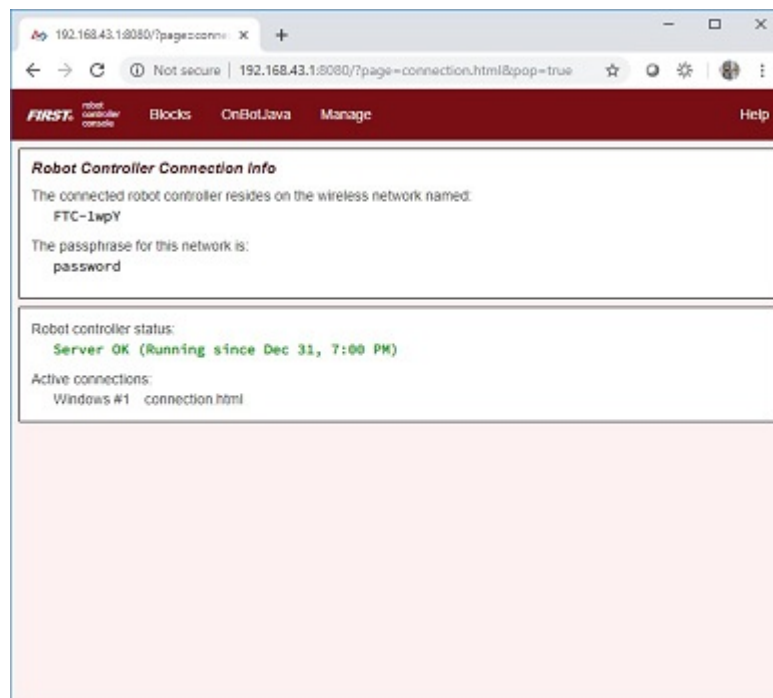 192.168.43.1:8080/?page=conne
Not secure | 192.168.43.1:8080/?page=connection.html&pop=true
FIRST. robot controller console Blocks OnBotJava Manage Help
Robot Controller Connection Info
The connected robot controller resides on the wireless network named:
FTC-1wpY
The passphrase for this network is:
password
Robot controller status:
Server OK (Running since Dec 31, 7:00 PM)
Active connections:
Windows #1 connection.html